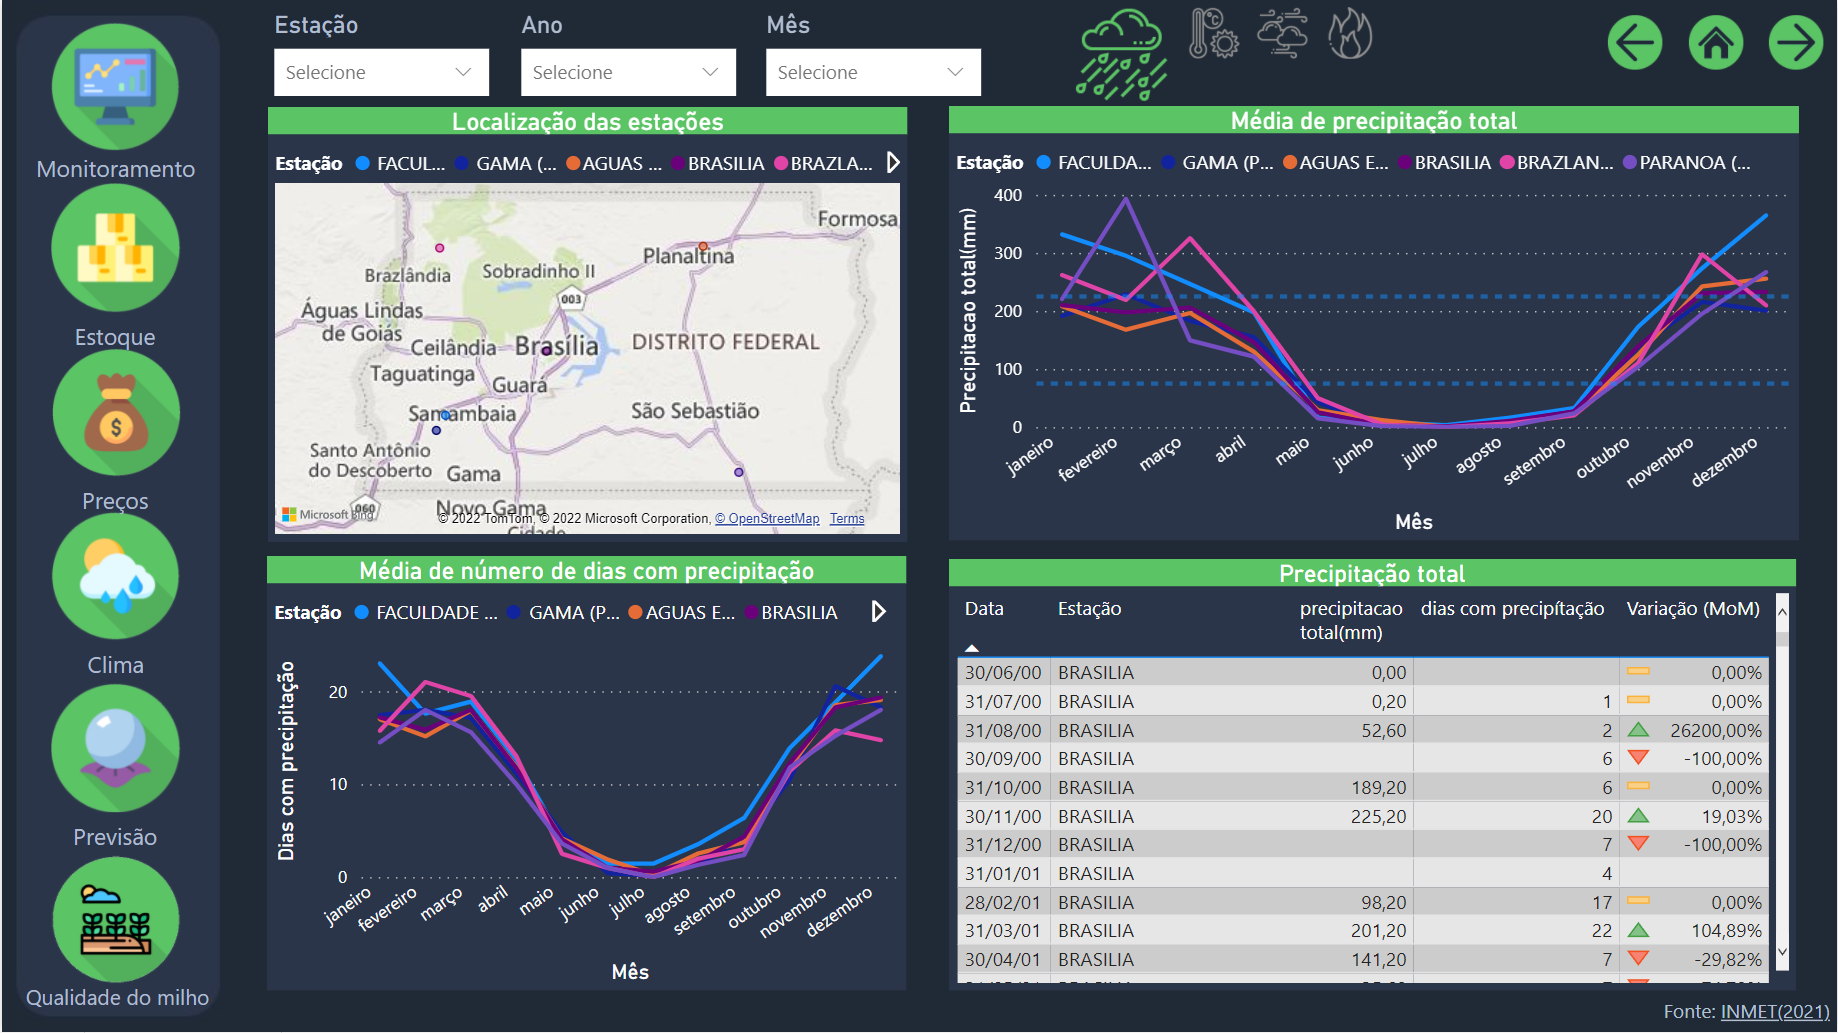 Monitoramento
Estoque
Preços
Clima
Previsão
Qualidade do milho
Estação
Selecione
Ano
Selecione
Mês
Selecione
°C
Localização das estações
Estação FACUL... GAMA (... AGUAS ... BRASILIA BRAZLA...
Formosa
Planaltina
Brazlândia
Sobradinho II
003
Águas Lindas
de Goiás
Ceilândia
Brasília
DISTRITO FEDERAL
Taguatinga
Guará
Samambaia
São Sebastião
Santo Antônio
do Descoberto
Gama
060
Novo Gama
Cidade
Microsoft Bing
© 2022 TomTom, © 2022 Microsoft Corporation, © OpenStreetMap Terms
Média de precipitação total
Estação FACULDA... GAMA (P... AGUAS E... BRASILIA BRAZLAN... PARANOA (...
Precipitacao total(mm)
400
300
200
100
0
janeiro
fevereiro
março
abril
maio
junho
julho
agosto
setembro
outubro
novembro
dezembro
Mês
Média de número de dias com precipitação
Estação FACULDADE ... GAMA (P... AGUAS E... BRASILIA
Dias com precipitação
20
10
0
janeiro
fevereiro
março
abril
maio
junho
julho
agosto
setembro
outubro
novembro
dezembro
Mês
Precipitação total
Data Estação precipitacao total(mm) dias com precipítação Variação (MoM)
30/06/00 BRASILIA 0,00 0,00%
31/07/00 BRASILIA 0,20 1 0,00%
31/08/00 BRASILIA 52,60 2 26200,00%
30/09/00 BRASILIA 6 -100,00%
31/10/00 BRASILIA 189,20 6 0,00%
30/11/00 BRASILIA 225,20 20 19,03%
31/12/00 BRASILIA 7 -100,00%
31/01/01 BRASILIA 4
28/02/01 BRASILIA 98,20 17 0,00%
31/03/01 BRASILIA 201,20 22 104,89%
30/04/01 BRASILIA 141,20 7 -29,82%
Fonte: INMET(2021)